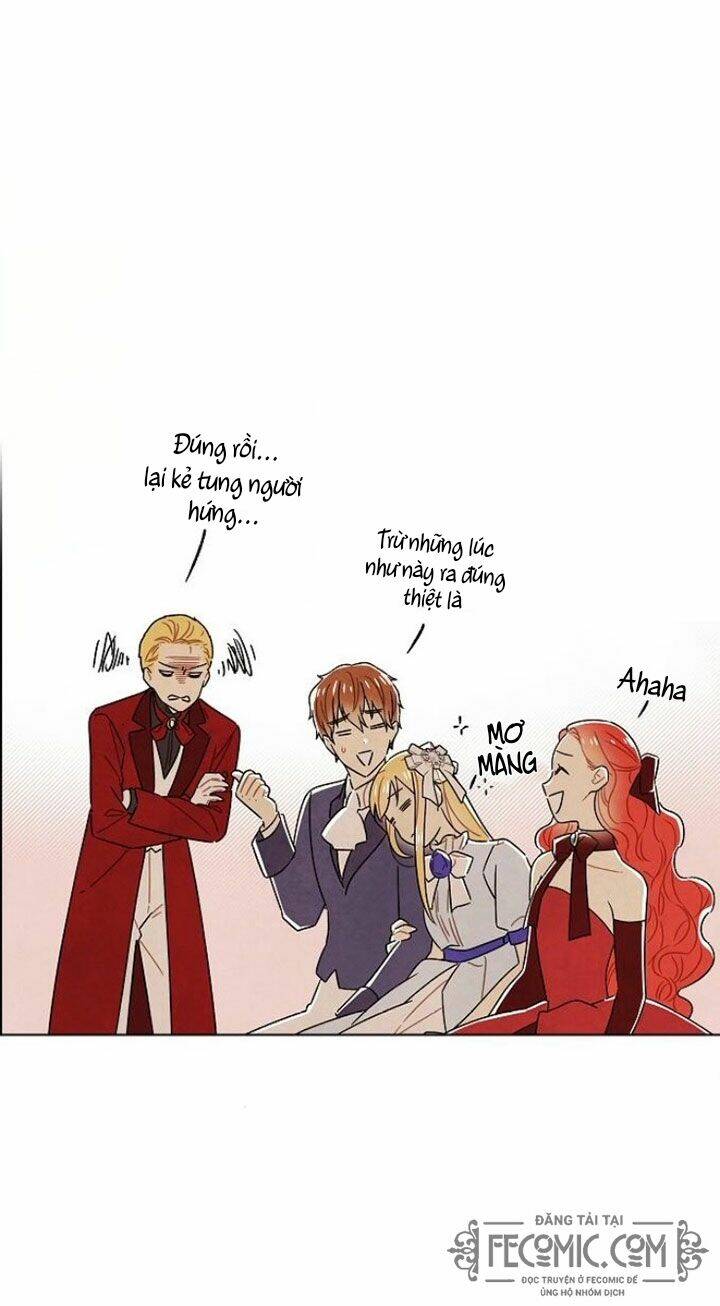 Đúng rồi...
lại kẻ tung người
hứng...
Trừ những lúc
như này ra đúng
thiệt là
Ahaha
MƠ
MÀNG
ĐĂNG TẢI TẠI
FECOMIC.COM
ĐỌC TRUYỆN Ở FECOMIC ĐỂ
ỦNG HỘ NHÓM DỊCH